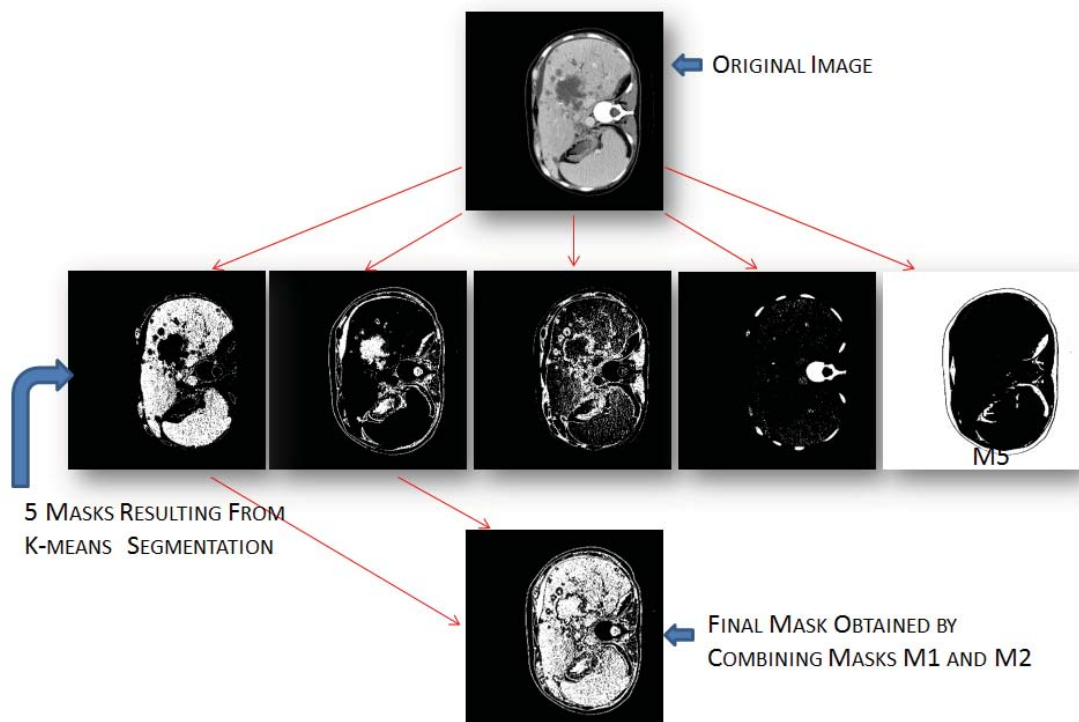 ORIGINAL IMAGE
M5
5 MASKS RESULTING FROM
K-MEANS SEGMENTATION
FINAL MASK OBTAINED BY
COMBINING MASKS M1 AND M2